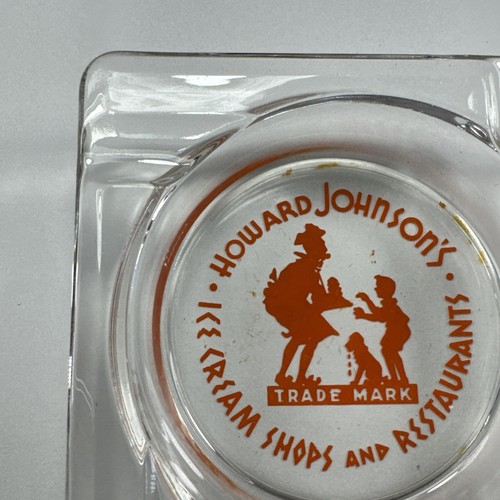 HOWARD JOHNSON'S
TRADE MARK
ICE CREAM SHOPS AND RESTAURANTS